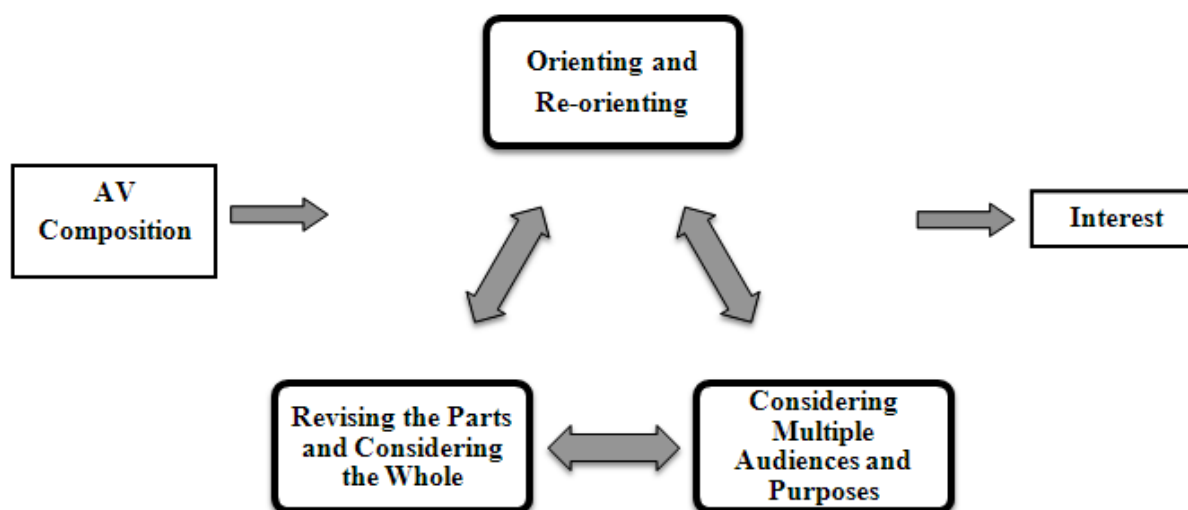 Orienting and
Re-orienting
AV
Composition
Interest
Revising the Parts
and Considering
the Whole
Considering
Multiple
Audiences and
Purposes